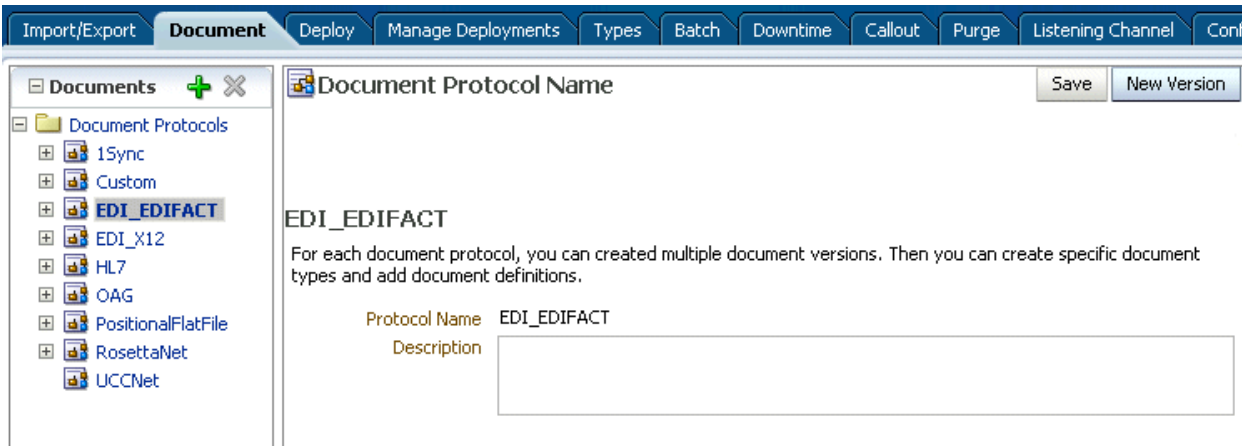 Import/Export Document Deploy Manage Deployments Types Batch Downtime Callout Purge Listening Channel Conf
Documents
Document Protocols
1Sync
Custom
EDI_EDIFACT
EDI_X12
HL7
OAG
PositionalFlatFile
RosettaNet
UCCNet
Document Protocol Name
Save New Version
EDI_EDIFACT
For each document protocol, you can created multiple document versions. Then you can create specific document
types and add document definitions.
Protocol Name EDI_EDIFACT
Description